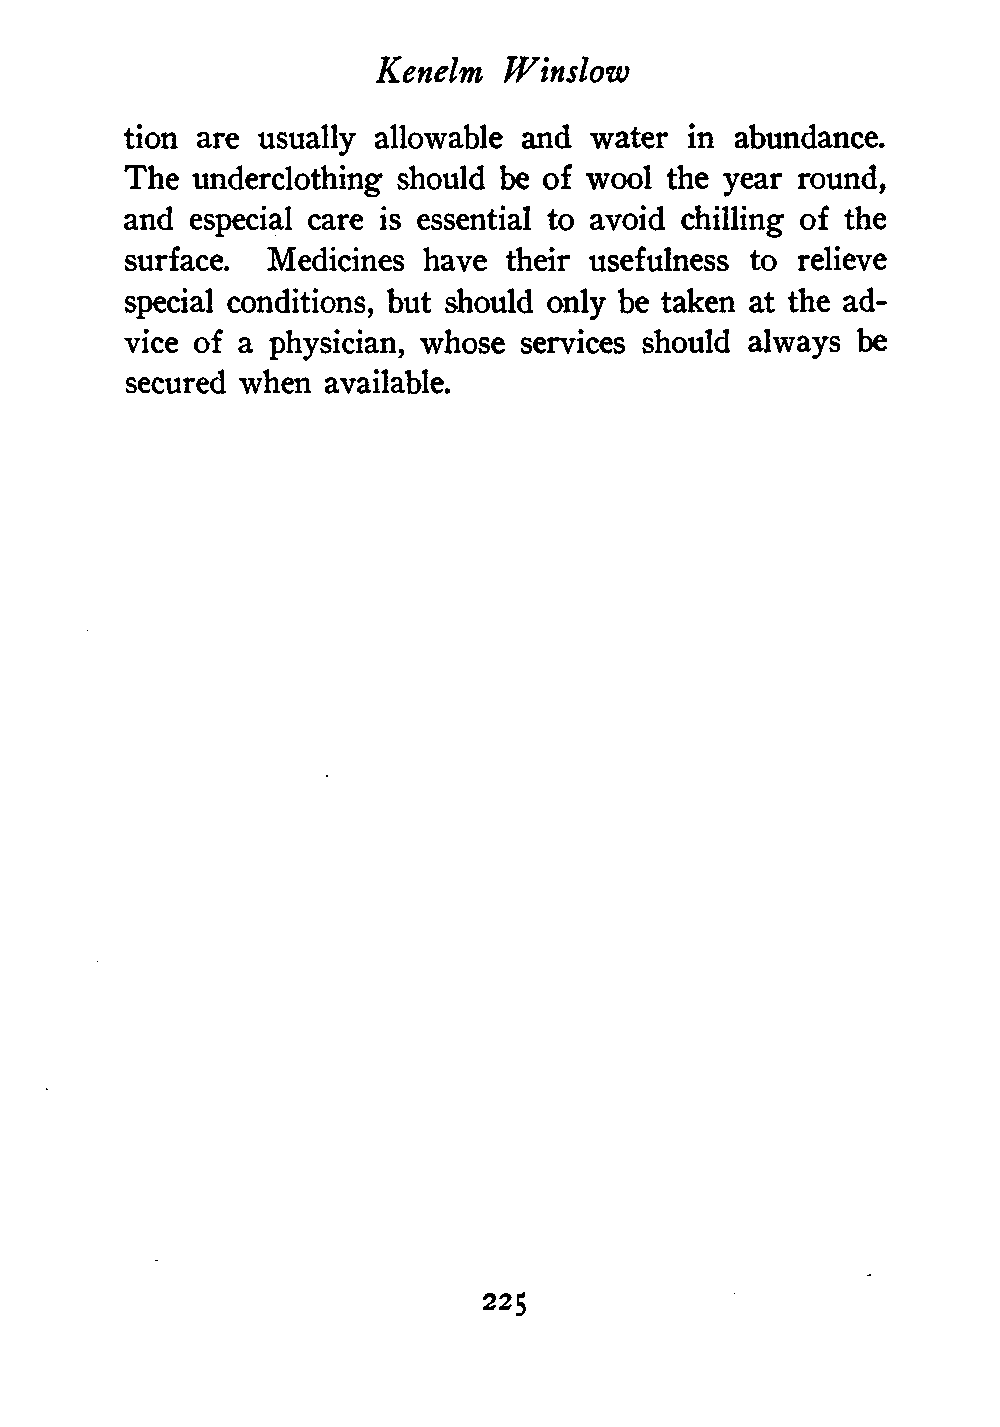 Kenelm Winslow
tion are usually allowable and water in abundance.
The underclothing should be of wool the year round,
and especial care is essential to avoid chilling of the
surface. Medicines have their usefulness to relieve
special conditions, but should only be taken at the ad-
vice of a physician, whose services should always be
secured when available.
225